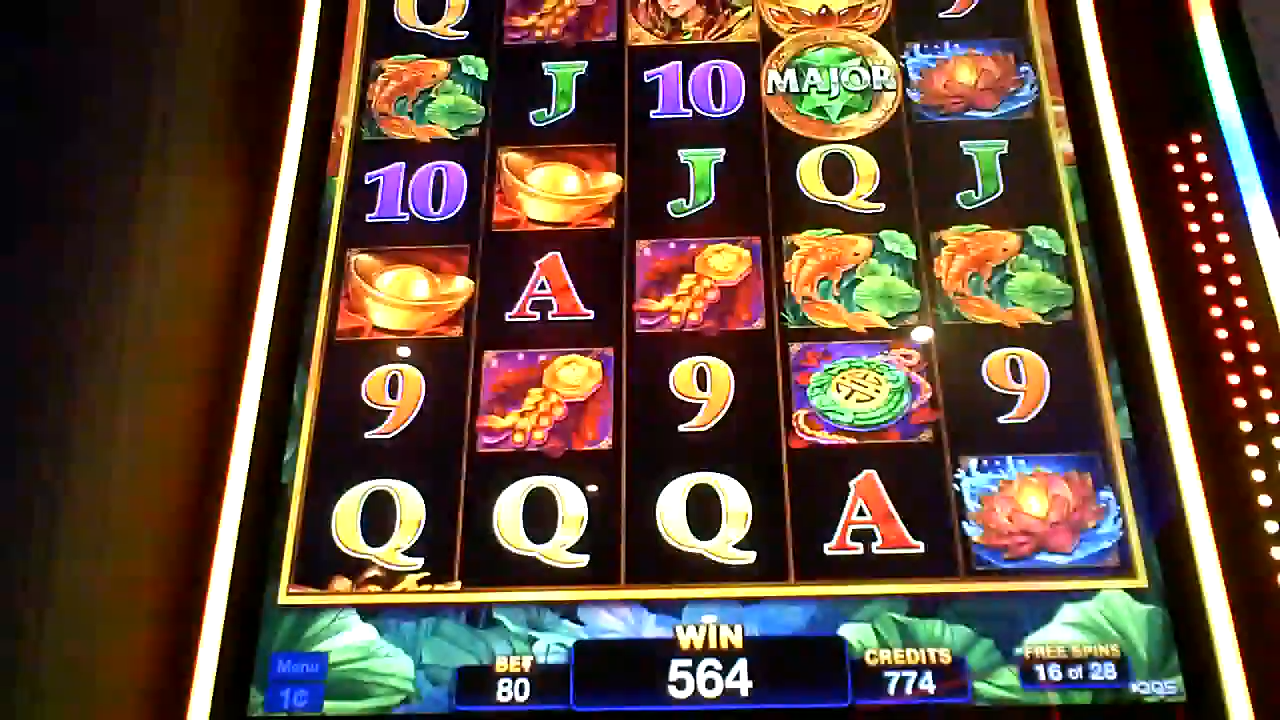 Q
J 10 MAJOR
10 J Q J
A
9 9 9
Q Q Q A
WIN
BET 564 CREDITS FREE SPINS
80 774 16 of 28
Menu
1¢